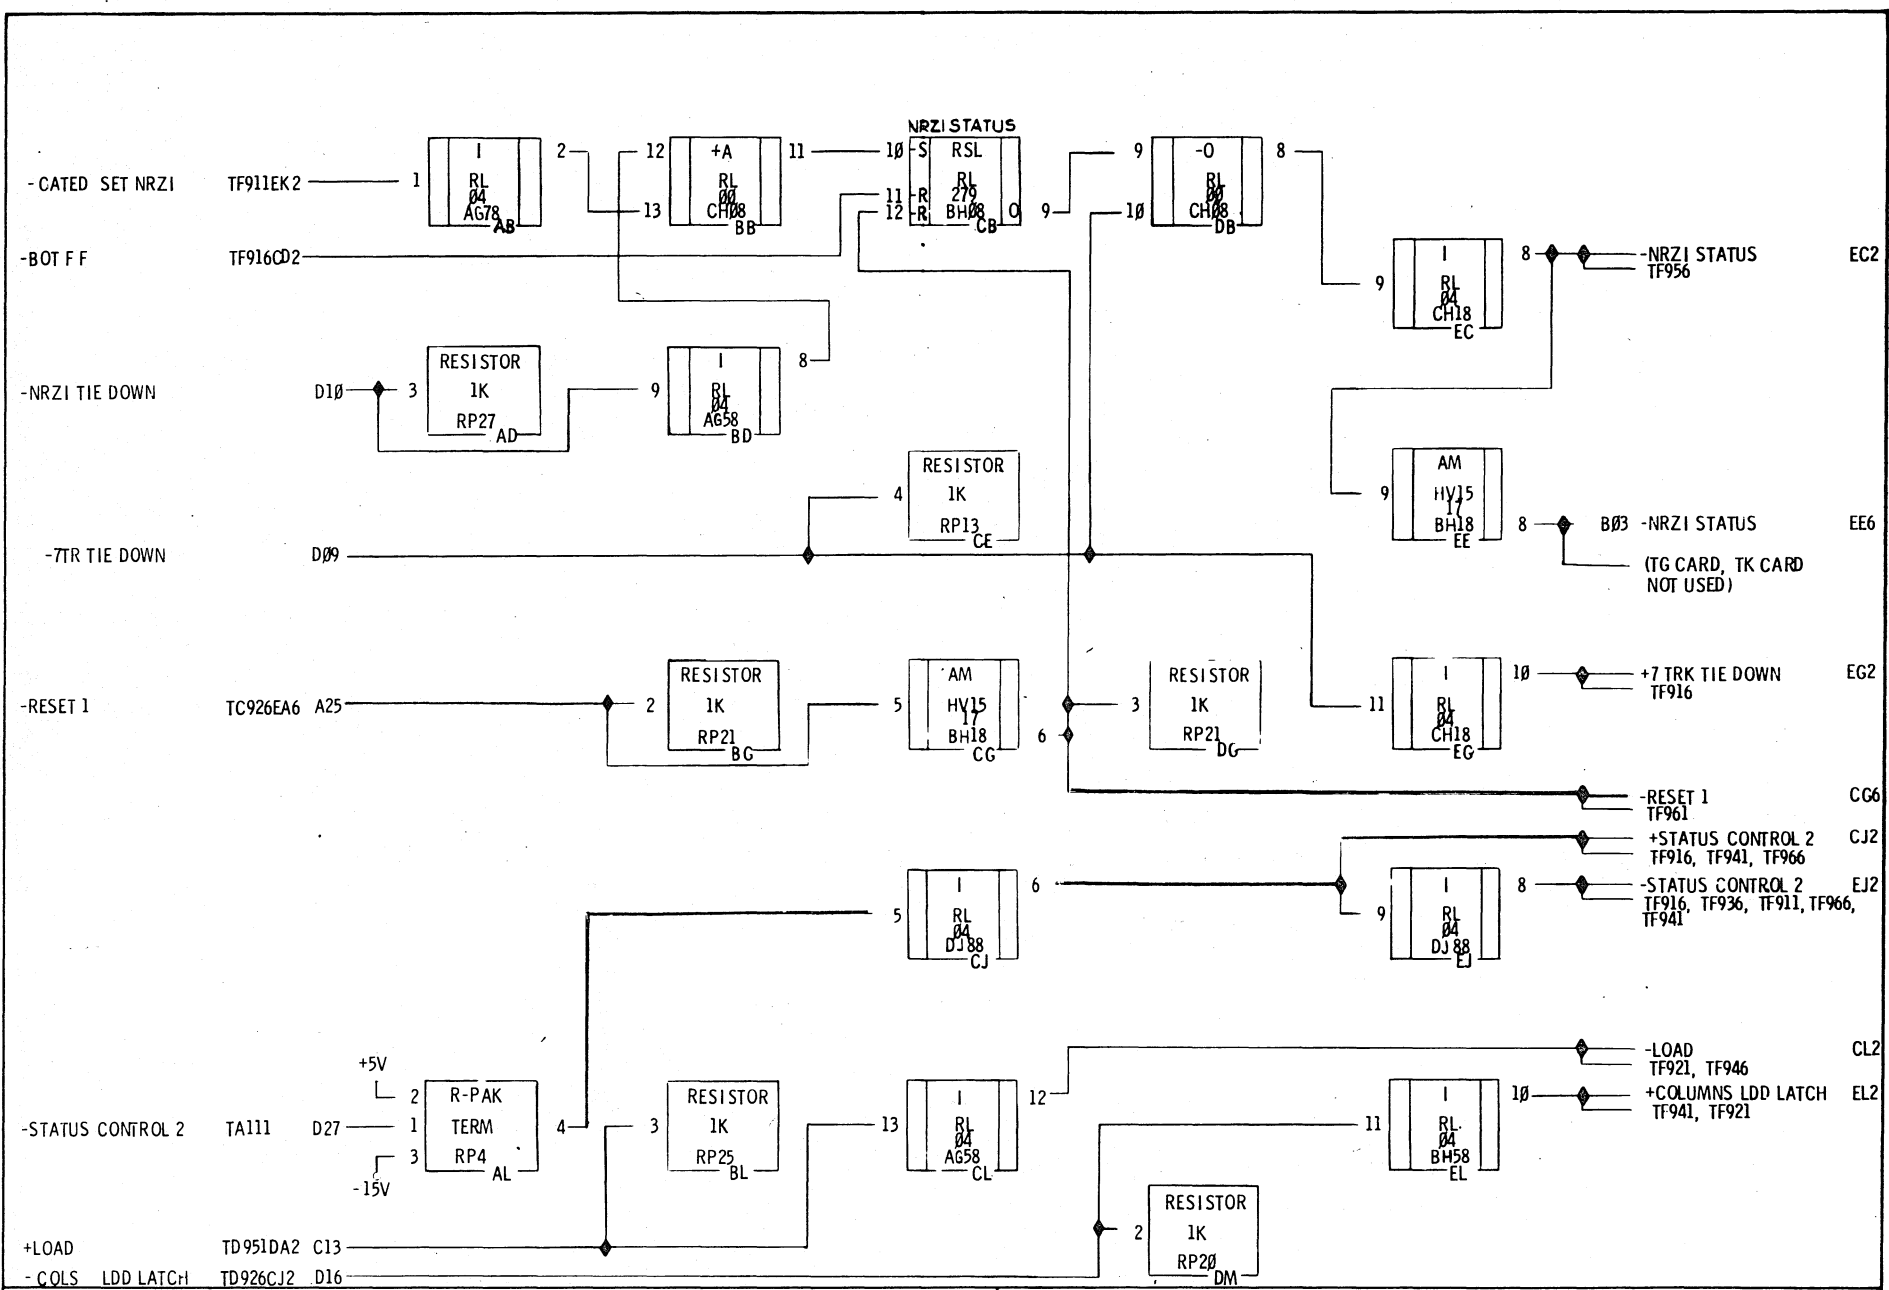 NRZI STATUS
-CATED SET NRZI TF911EK2 1
I
RL
Ø4
AG78
AB
2
12
13
+A
RL
ØØ
CHØ8
BB
11
1Ø -S RSL
11 -R
12 -R
RL
279
BHØ8 O
CB
9
9
1Ø
-O
RL
ØØ
CHØ8
DB
8
-BOT F F TF916CD2
9
I
RL
Ø4
CH18
EC
8
-NRZI STATUS EC2
TF956
-NRZI TIE DOWN D1Ø 3
RESISTOR
1K
RP27
AD
9
I
RL
Ø4
AG58
BD
8
4
RESISTOR
1K
RP13
CE
9
AM
HV15
17
BH18
EE
8
BØ3 -NRZI STATUS EE6
(TG CARD, TK CARD
NOT USED)
-7TR TIE DOWN DØ9
-RESET 1 TC926EA6 A25
2
RESISTOR
1K
RP21
BG
5
AM
HV15
17
BH18
CG
6
3
RESISTOR
1K
RP21
DG
11
I
RL
Ø4
CH18
EG
1Ø
+7 TRK TIE DOWN EG2
TF916
-RESET 1 CG6
TF961
+STATUS CONTROL 2 CJ2
TF916, TF941, TF966
5
I
RL
Ø4
DJ88
CJ
6
9
I
RL
Ø4
DJ88
EJ
8
-STATUS CONTROL 2 EJ2
TF916, TF936, TF911, TF966,
TF941
-STATUS CONTROL 2 TA111 D27
+5V
-15V
2
1
3
R-PAK
TERM
RP4
AL
4
3
RESISTOR
1K
RP25
BL
13
I
RL
Ø4
AG58
CL
12
-LOAD CL2
TF921, TF946
11
I
RL
Ø4
BH58
EL
1Ø
+COLUMNS LDD LATCH EL2
TF941, TF921
2
RESISTOR
1K
RP2Ø
DM
+LOAD TD951DA2 C13
-COLS LDD LATCH TD926CJ2 D16